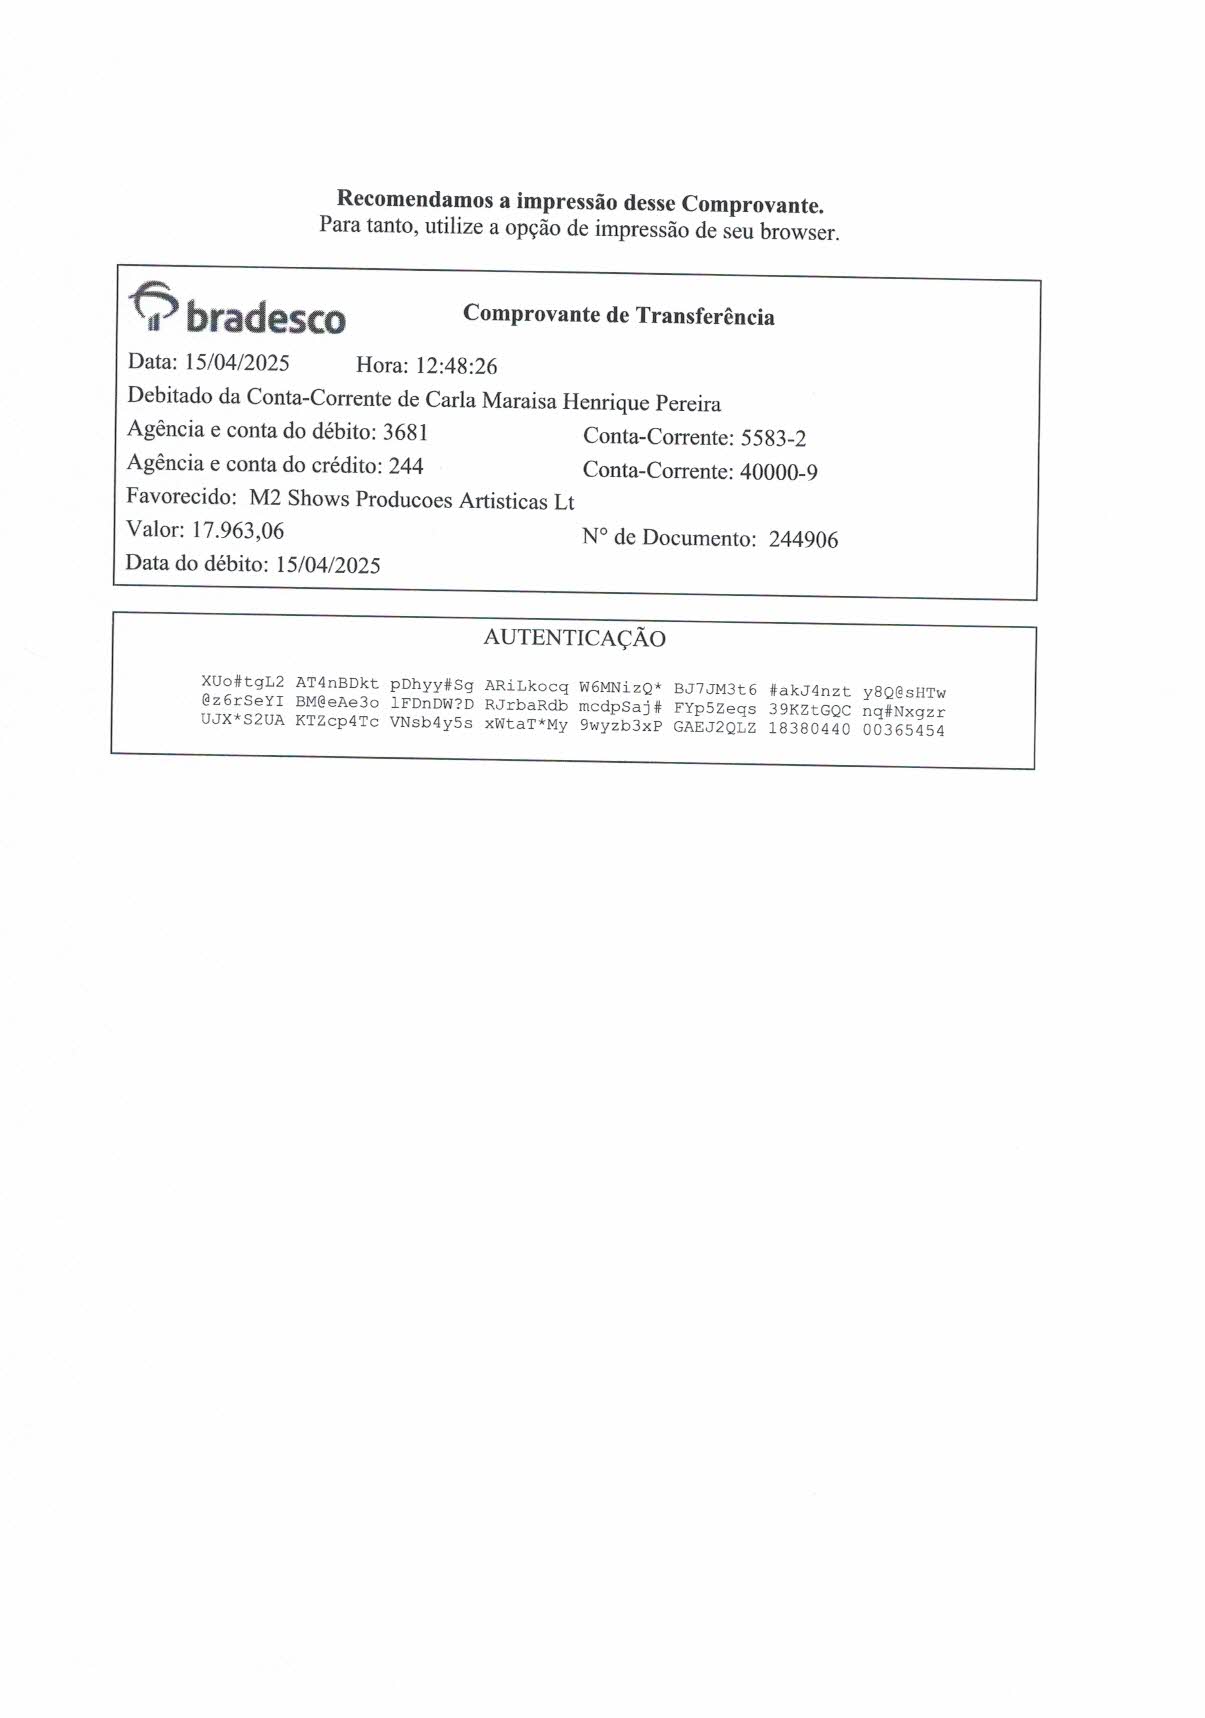 Recomendamos a impressão desse Comprovante.
Para tanto, utilize a opção de impressão de seu browser.
bradesco Comprovante de Transferência
Data: 15/04/2025 Hora: 12:48:26
Debitado da Conta-Corrente de Carla Maraisa Henrique Pereira
Agência e conta do débito: 3681 Conta-Corrente: 5583-2
Agência e conta do crédito: 244 Conta-Corrente: 40000-9
Favorecido: M2 Shows Producoes Artisticas Lt
Valor: 17.963,06 N° de Documento: 244906
Data do débito: 15/04/2025
AUTENTICAÇÃO
XUo#tgL2 AT4nBDkt pDhyy#Sg ARiLkocq W6MNizQ* BJ7JM3t6 #akJ4nzt y8Q@sHTw
@z6rSeYI BM@eAe3o lFDnDW?D RJrbaRdb mcdpSaj# FYp5Zeqs 39KZtGQC nq#Nxgzr
UJX*S2UA KTZcp4Tc VNsb4y5s xWtaT*My 9wyzb3xP GAEJ2QLZ 18380440 00365454